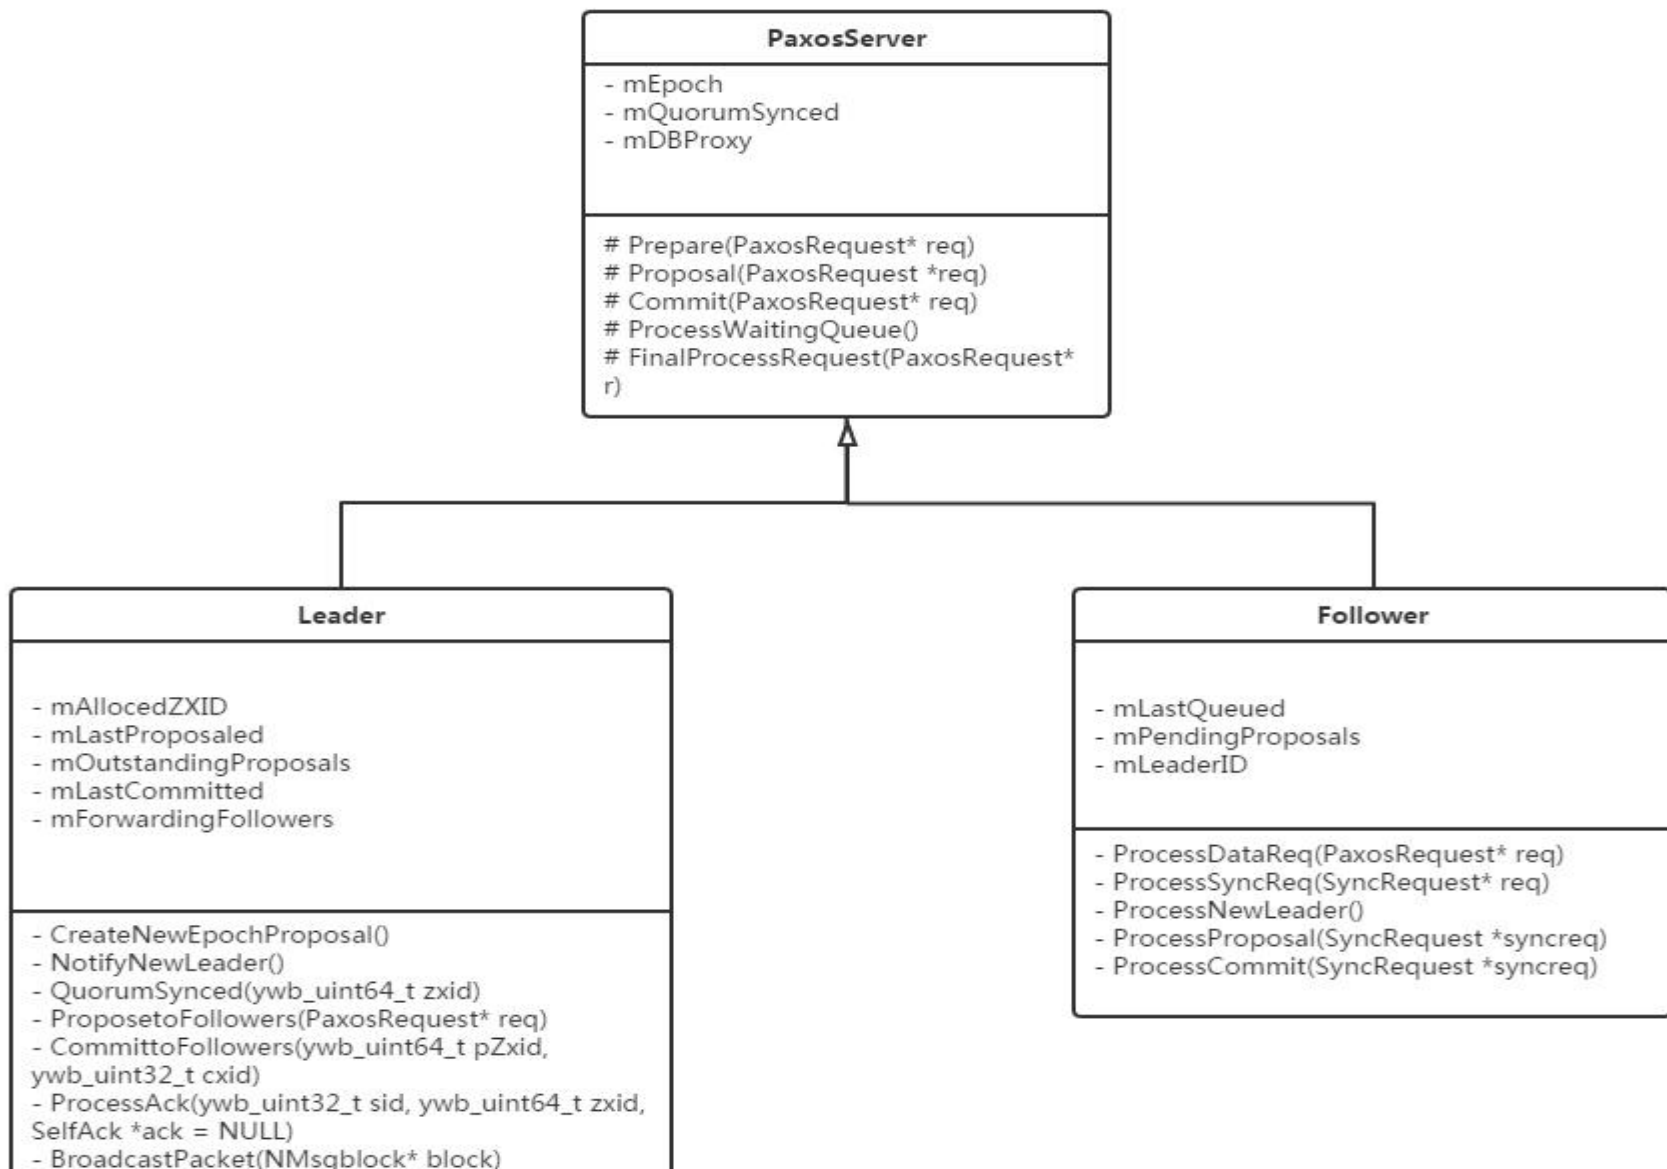 PaxosServer
- mEpoch
- mQuorumSynced
- mDBProxy
# Prepare(PaxosRequest* req)
# Proposal(PaxosRequest *req)
# Commit(PaxosRequest* req)
# ProcessWaitingQueue()
# FinalProcessRequest(PaxosRequest*
r)
Leader
- mAllocedZXID
- mLastProposaled
- mOutstandingProposals
- mLastCommitted
- mForwardingFollowers
- CreateNewEpochProposal()
- NotifyNewLeader()
- QuorumSynced(ywb_uint64_t zxid)
- ProposetoFollowers(PaxosRequest* req)
- CommittoFollowers(ywb_uint64_t pZxid,
ywb_uint32_t cxid)
- ProcessAck(ywb_uint32_t sid, ywb_uint64_t zxid,
SelfAck *ack = NULL)
- BroadcastPacket(NMsgblock* block)
Follower
- mLastQueued
- mPendingProposals
- mLeaderID
- ProcessDataReq(PaxosRequest* req)
- ProcessSyncReq(SyncRequest* req)
- ProcessNewLeader()
- ProcessProposal(SyncRequest *syncreq)
- ProcessCommit(SyncRequest *syncreq)